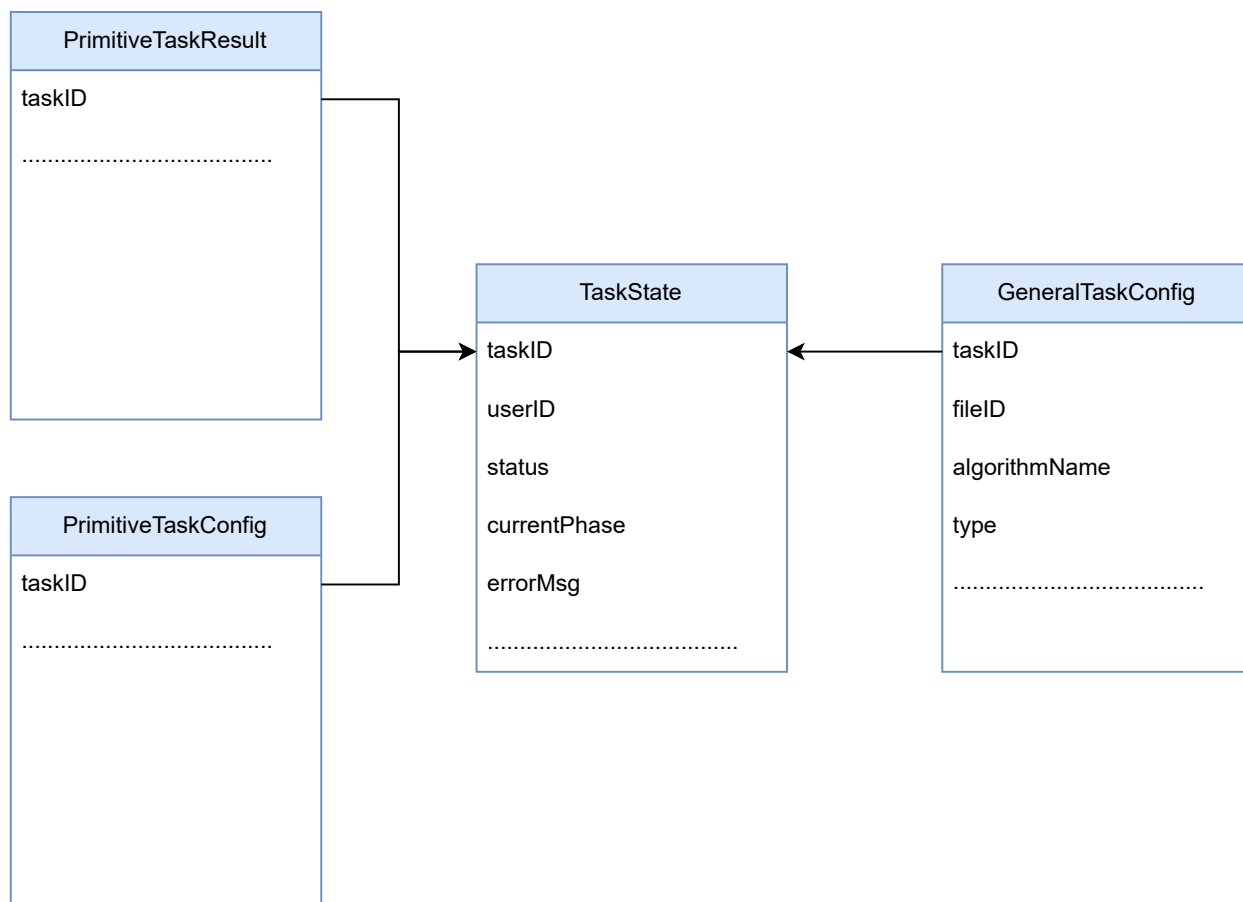 PrimitiveTaskResult
taskID
.......................................
PrimitiveTaskConfig
taskID
.......................................
TaskState
taskID
userID
status
currentPhase
errorMsg
.......................................
GeneralTaskConfig
taskID
fileID
algorithmName
type
.......................................